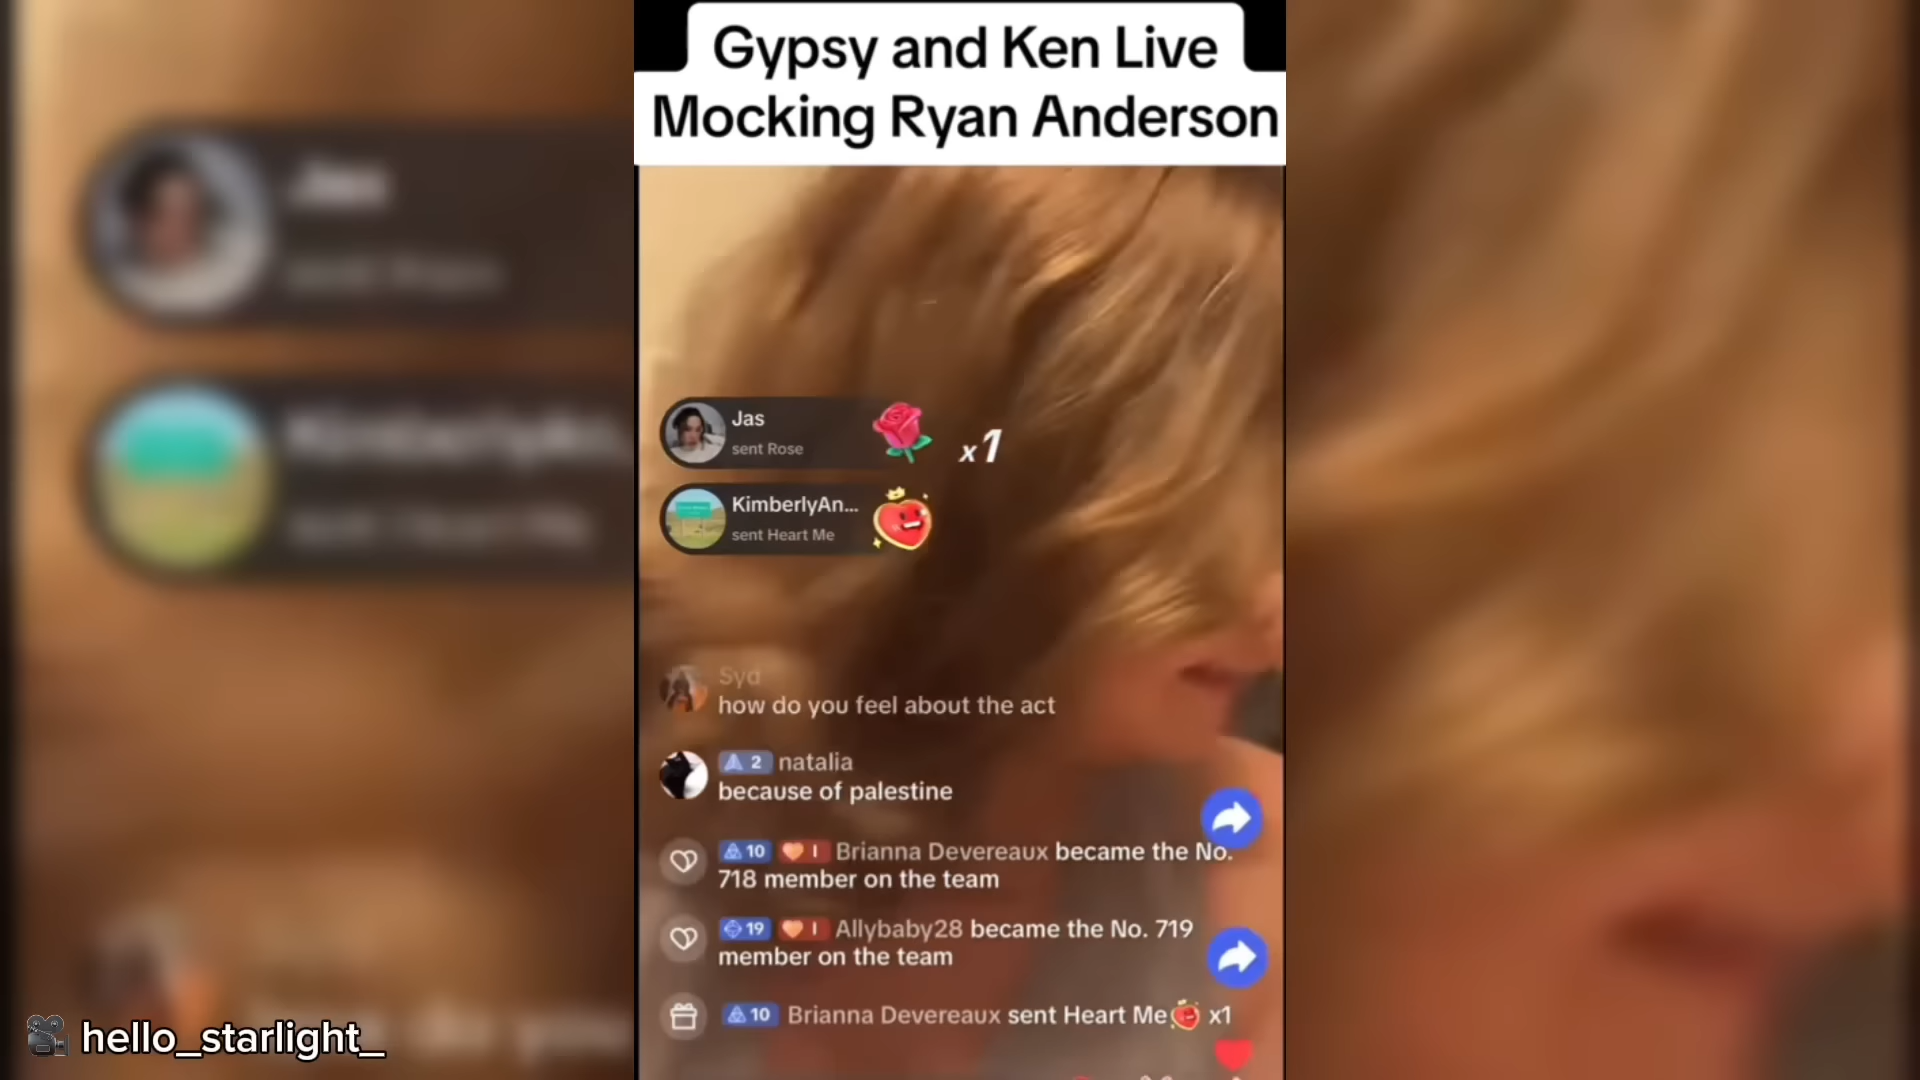 Gypsy and Ken Live
Mocking Ryan Anderson
Jas
sent Rose
x1
KimberlyAn...
sent Heart Me
Syd
how do you feel about the act
2 natalia
because of palestine
10 1 Brianna Devereaux became the No.
718 member on the team
19 1 Allybaby28 became the No. 719
member on the team
10 Brianna Devereaux sent Heart Me x1
hello_starlight_